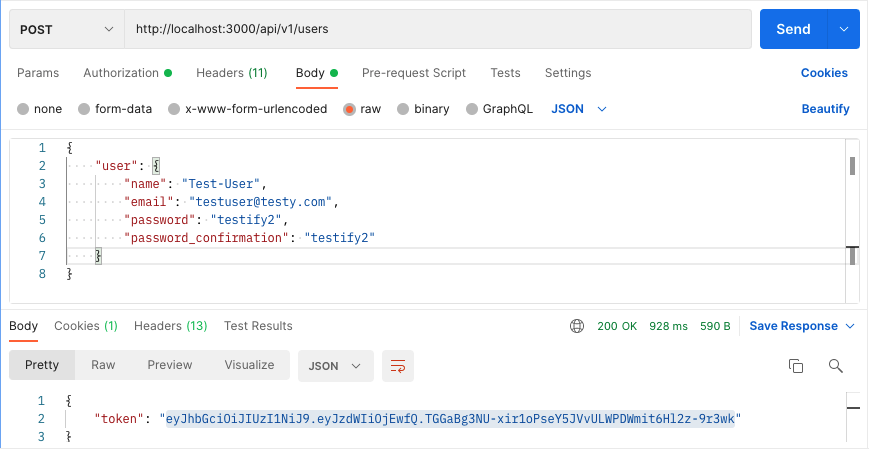 POST http://localhost:3000/api/v1/users Send
Params Authorization Headers (11) Body Pre-request Script Tests Settings Cookies
none form-data x-www-form-urlencoded raw binary GraphQL JSON Beautify
1 {
2 "user": {
3 "name": "Test-User",
4 "email": "testuser@testy.com",
5 "password": "testify2",
6 "password_confirmation": "testify2"
7 }
8 }
Body Cookies (1) Headers (13) Test Results 200 OK 928 ms 590 B Save Response
Pretty Raw Preview Visualize JSON
1 {
2 "token": "eyJhbGciOiJIUzI1NiJ9.eyJzdWIiOjEwfQ.TGGaBg3NU-xir1oPseY5JVvULWPDWmit6Hl2z-9r3wk"
3 }